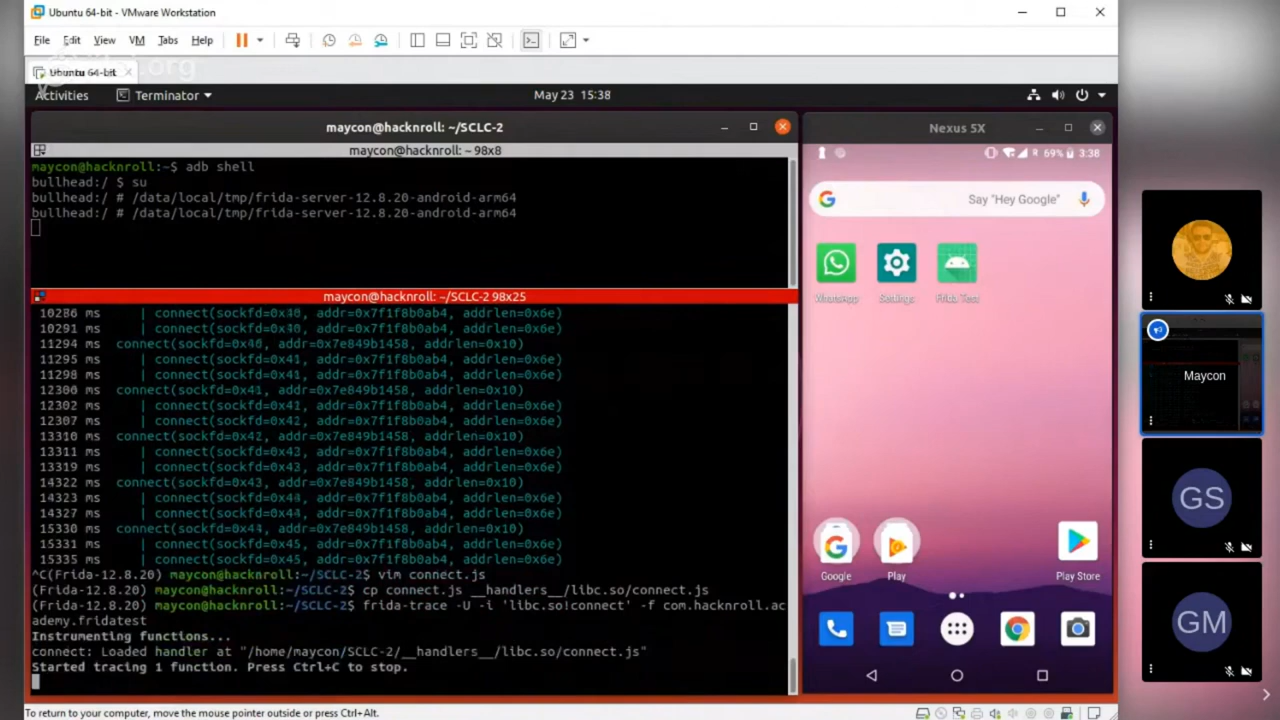 Ubuntu 64-bit - VMware Workstation
File Edit View VM Tabs Help
Ubuntu 64-bit
Activities Terminator May 23 15:38
maycon@hacknroll: ~/SCLC-2
maycon@hacknroll: ~ 98x8
maycon@hacknroll:~$ adb shell
bullhead:/ $ su
bullhead:/ # /data/local/tmp/frida-server-12.8.20-android-arm64
bullhead:/ # /data/local/tmp/frida-server-12.8.20-android-arm64
maycon@hacknroll: ~/SCLC-2 98x25
10286 ms | connect(sockfd=0x40, addr=0x7f1f8b0ab4, addrlen=0x6e)
10291 ms | connect(sockfd=0x40, addr=0x7f1f8b0ab4, addrlen=0x6e)
11294 ms connect(sockfd=0x40, addr=0x7e849b1458, addrlen=0x10)
11295 ms | connect(sockfd=0x41, addr=0x7f1f8b0ab4, addrlen=0x6e)
11298 ms | connect(sockfd=0x41, addr=0x7f1f8b0ab4, addrlen=0x6e)
12300 ms connect(sockfd=0x41, addr=0x7e849b1458, addrlen=0x10)
12302 ms | connect(sockfd=0x42, addr=0x7f1f8b0ab4, addrlen=0x6e)
12307 ms | connect(sockfd=0x42, addr=0x7f1f8b0ab4, addrlen=0x6e)
13310 ms connect(sockfd=0x42, addr=0x7e849b1458, addrlen=0x10)
13311 ms | connect(sockfd=0x43, addr=0x7f1f8b0ab4, addrlen=0x6e)
13319 ms | connect(sockfd=0x43, addr=0x7f1f8b0ab4, addrlen=0x6e)
14322 ms connect(sockfd=0x43, addr=0x7e849b1458, addrlen=0x10)
14323 ms | connect(sockfd=0x44, addr=0x7f1f8b0ab4, addrlen=0x6e)
14327 ms | connect(sockfd=0x44, addr=0x7f1f8b0ab4, addrlen=0x6e)
15330 ms connect(sockfd=0x44, addr=0x7e849b1458, addrlen=0x10)
15331 ms | connect(sockfd=0x45, addr=0x7f1f8b0ab4, addrlen=0x6e)
15335 ms | connect(sockfd=0x45, addr=0x7f1f8b0ab4, addrlen=0x6e)
^C(Frida-12.8.20) maycon@hacknroll:~/SCLC-2$ vim connect.js
(Frida-12.8.20) maycon@hacknroll:~/SCLC-2$ cp connect.js __handlers__/libc.so/connect.js
(Frida-12.8.20) maycon@hacknroll:~/SCLC-2$ frida-trace -U -i 'libc.so!connect' -f com.hacknroll.ac
ademy.fridatest
Instrumenting functions...
connect: Loaded handler at "/home/maycon/SCLC-2/__handlers__/libc.so/connect.js"
Started tracing 1 function. Press Ctrl+C to stop.
Nexus 5X
69% 3:38
Say "Hey Google"
WhatsApp Settings Frida Test
Google Play Play Store
Maycon
GS
GM
To return to your computer, move the mouse pointer outside or press Ctrl+Alt.